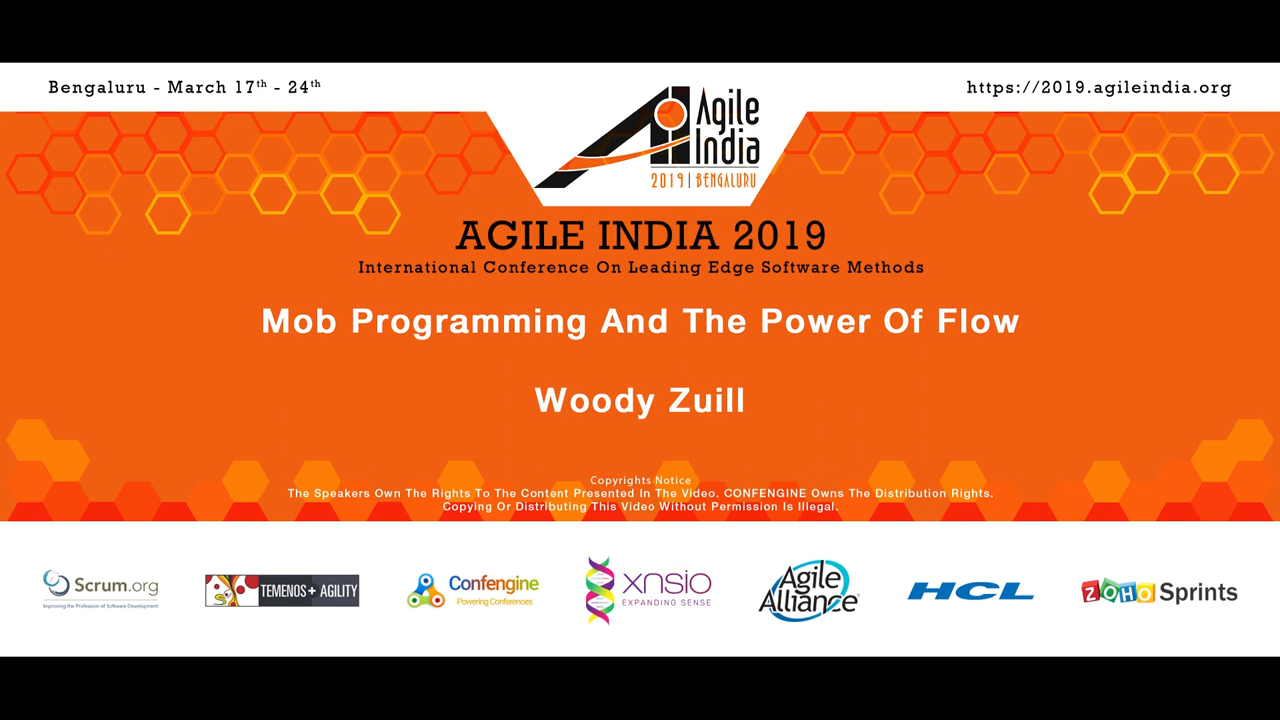 Bengaluru - March 17th - 24th
https://2019.agileindia.org
Agile
India
2019 | BENGALURU
AGILE INDIA 2019
International Conference On Leading Edge Software Methods
Mob Programming And The Power Of Flow
Woody Zuill
Copyrights Notice
The Speakers Own The Rights To The Content Presented In The Video. CONFENGINE Owns The Distribution Rights.
Copying Or Distributing This Video Without Permission Is Illegal.
Scrum.org
Improving the Profession of Software Development
TEMENOS+ AGILITY
Confengine
Powering Conferences
xnsio
EXPANDING SENSE
Agile
Alliance®
HCL
ZOHO Sprints